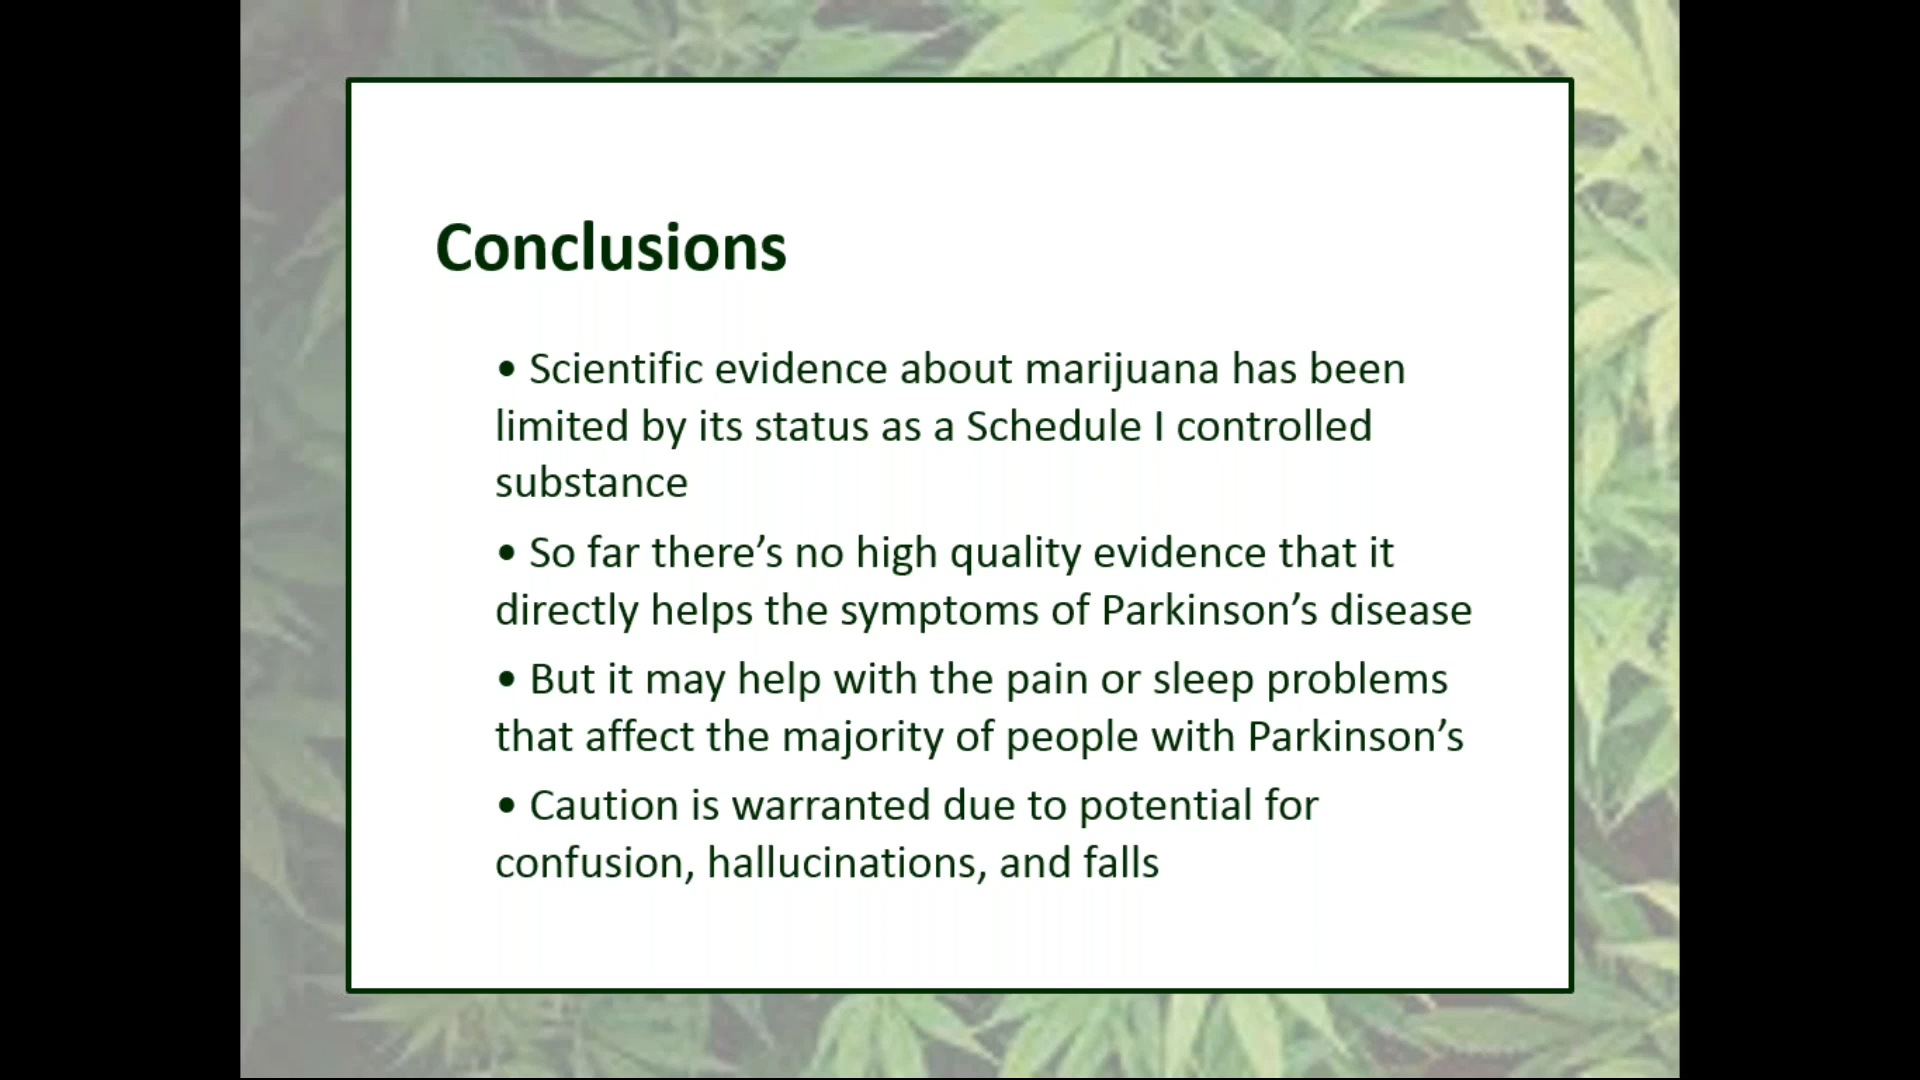 Conclusions
• Scientific evidence about marijuana has been
limited by its status as a Schedule I controlled
substance
• So far there’s no high quality evidence that it
directly helps the symptoms of Parkinson’s disease
• But it may help with the pain or sleep problems
that affect the majority of people with Parkinson’s
• Caution is warranted due to potential for
confusion, hallucinations, and falls